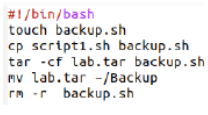 #!/bin/bash
touch backup.sh
cp script1.sh backup.sh
tar -cf lab.tar backup.sh
mv lab.tar ~/Backup
rm -r  backup.sh